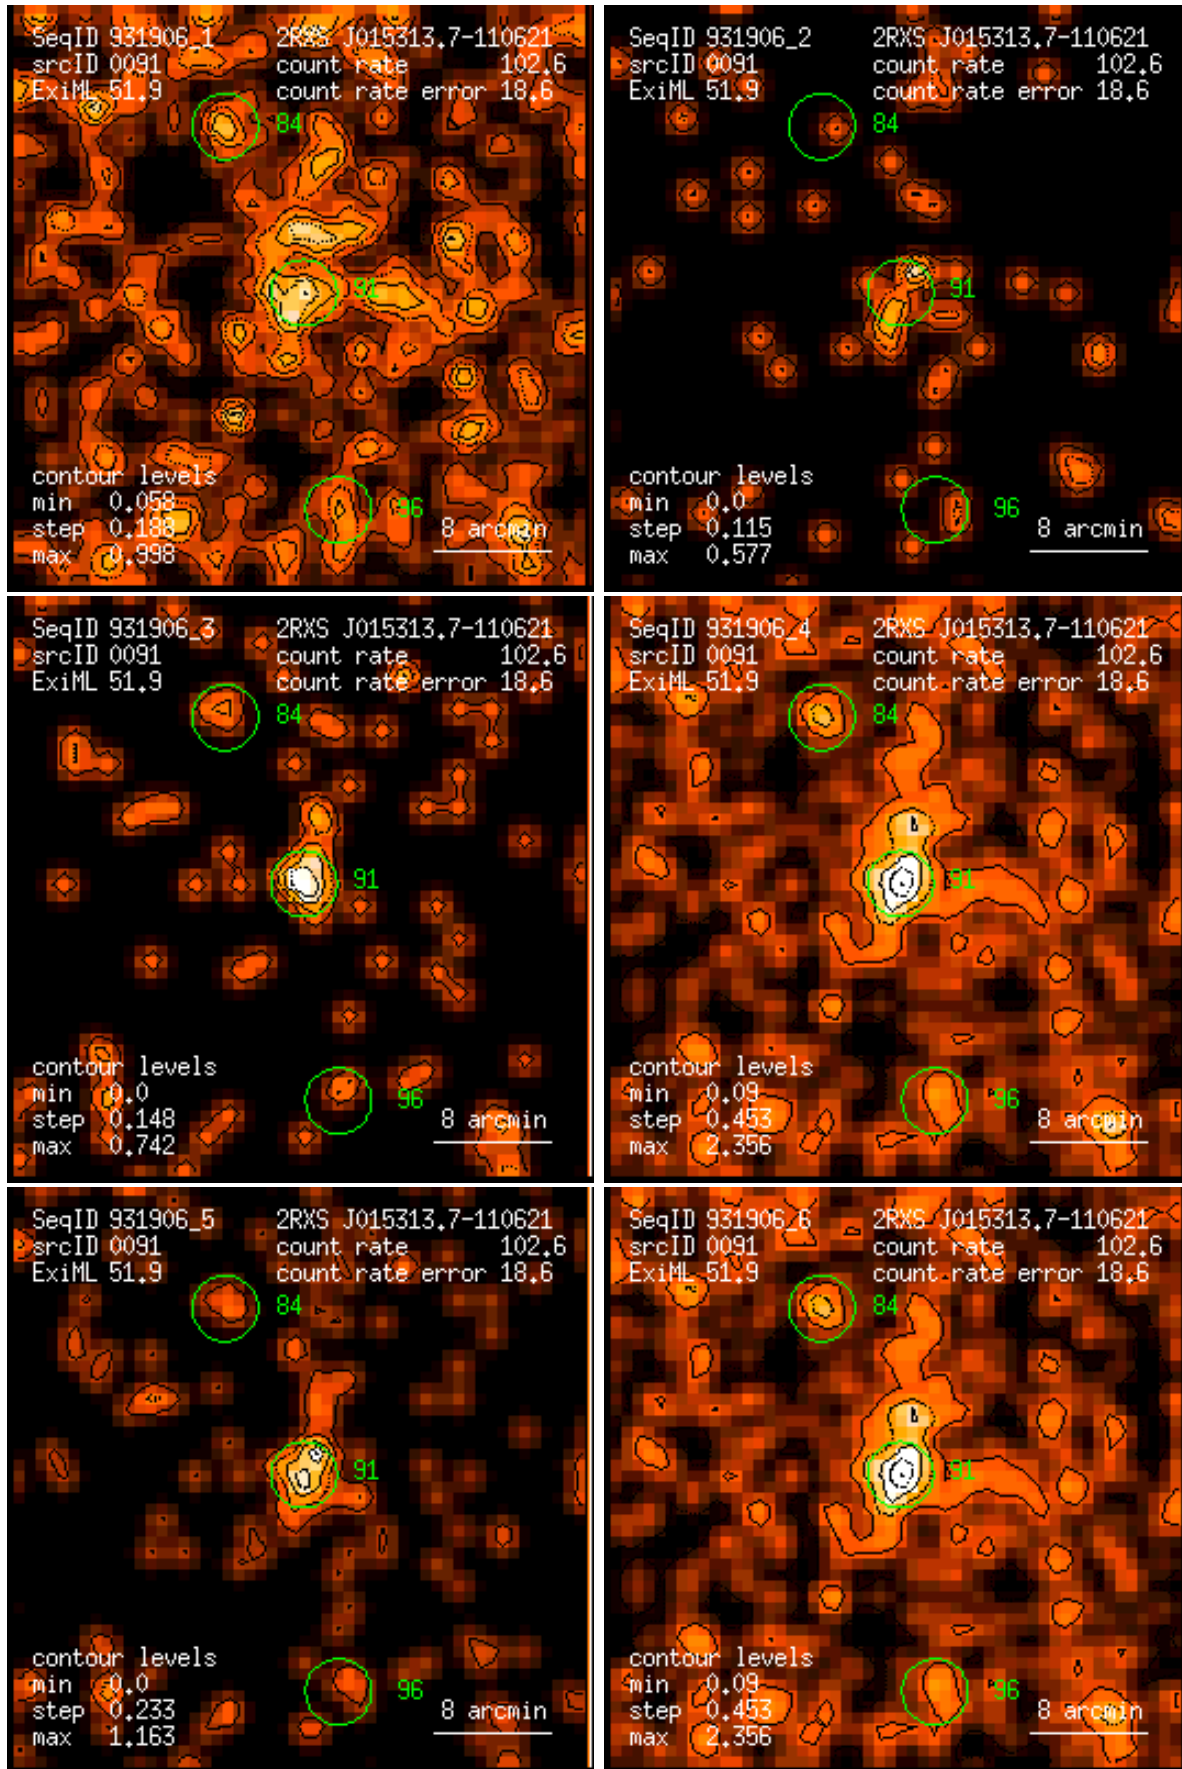 SeqID 931906_1 2RXS J015313.7-110621
srcID 0091 count rate 102.6
ExiML 51.9 count rate error 18.6
84
91
96
contour levels
min 0.058
step 0.188
max 0.998
8 arcmin
SeqID 931906_2 2RXS J015313.7-110621
srcID 0091 count rate 102.6
ExiML 51.9 count rate error 18.6
84
91
96
contour levels
min 0.0
step 0.115
max 0.577
8 arcmin
SeqID 931906_3 2RXS J015313.7-110621
srcID 0091 count rate 102.6
ExiML 51.9 count rate error 18.6
84
91
96
contour levels
min 0.0
step 0.148
max 0.742
8 arcmin
SeqID 931906_4 2RXS J015313.7-110621
srcID 0091 count rate 102.6
ExiML 51.9 count rate error 18.6
84
91
96
contour levels
min 0.09
step 0.453
max 2.356
8 arcmin
SeqID 931906_5 2RXS J015313.7-110621
srcID 0091 count rate 102.6
ExiML 51.9 count rate error 18.6
84
91
96
contour levels
min 0.0
step 0.233
max 1.163
8 arcmin
SeqID 931906_6 2RXS J015313.7-110621
srcID 0091 count rate 102.6
ExiML 51.9 count rate error 18.6
84
91
96
contour levels
min 0.09
step 0.453
max 2.356
8 arcmin